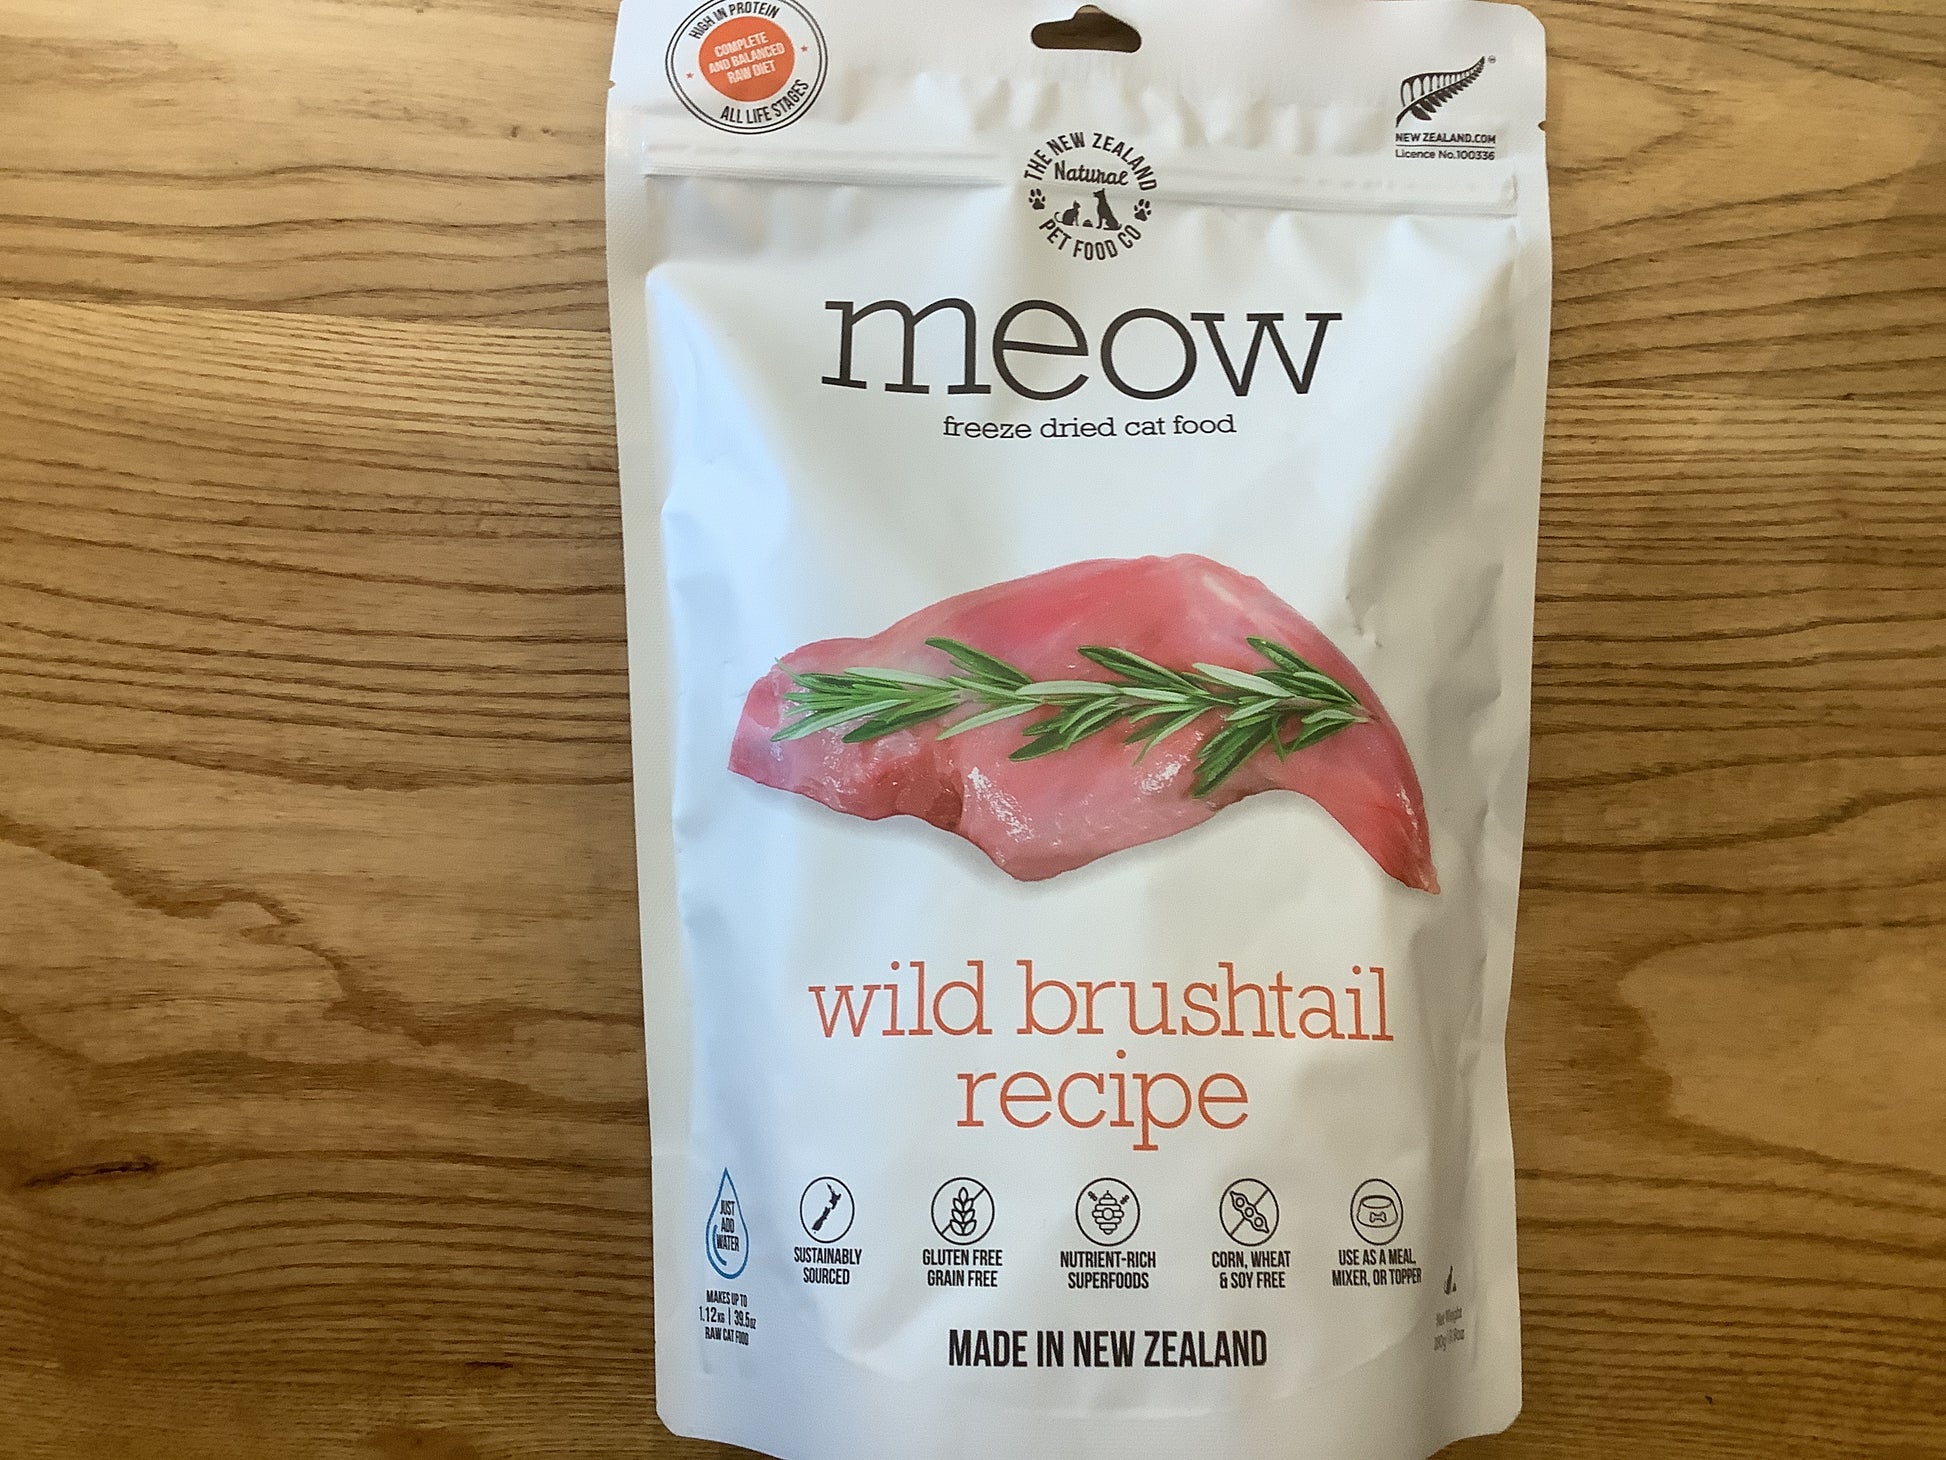 HIGH IN PROTEIN
COMPLETE
AND BALANCED
RAW DIET
ALL LIFE STAGES
NEW ZEALAND.COM
Licence No.100336
THE NEW ZEALAND
Natural
PET FOOD CO
meow
freeze dried cat food
wild brushtail
recipe
JUST
ADD
WATER
MAKES UP TO
1.12KG | 39.5oz
RAW CAT FOOD
SUSTAINABLY
SOURCED
GLUTEN FREE
GRAIN FREE
NUTRIENT-RICH
SUPERFOODS
CORN, WHEAT
& SOY FREE
USE AS A MEAL,
MIXER, OR TOPPER
MADE IN NEW ZEALAND